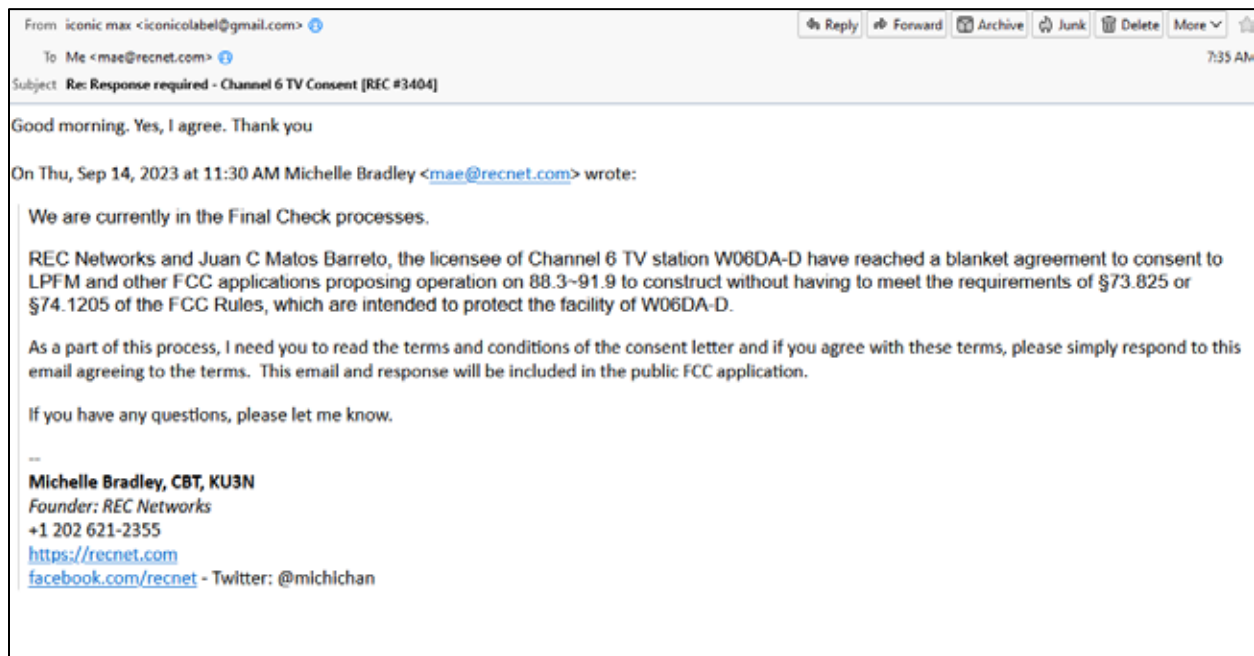 From iconic max <iconicolabel@gmail.com>
Reply Forward Archive Junk Delete More
To Me <mae@recnet.com>
7:35 AM
Subject Re: Response required - Channel 6 TV Consent [REC #3404]
Good morning. Yes, I agree. Thank you
On Thu, Sep 14, 2023 at 11:30 AM Michelle Bradley <mae@recnet.com> wrote:
We are currently in the Final Check processes.
REC Networks and Juan C Matos Barreto, the licensee of Channel 6 TV station W06DA-D have reached a blanket agreement to consent to
LPFM and other FCC applications proposing operation on 88.3~91.9 to construct without having to meet the requirements of §73.825 or
§74.1205 of the FCC Rules, which are intended to protect the facility of W06DA-D.
As a part of this process, I need you to read the terms and conditions of the consent letter and if you agree with these terms, please simply respond to this
email agreeing to the terms.  This email and response will be included in the public FCC application.
If you have any questions, please let me know.
--
Michelle Bradley, CBT, KU3N
Founder: REC Networks
+1 202 621-2355
https://recnet.com
facebook.com/recnet - Twitter: @michichan